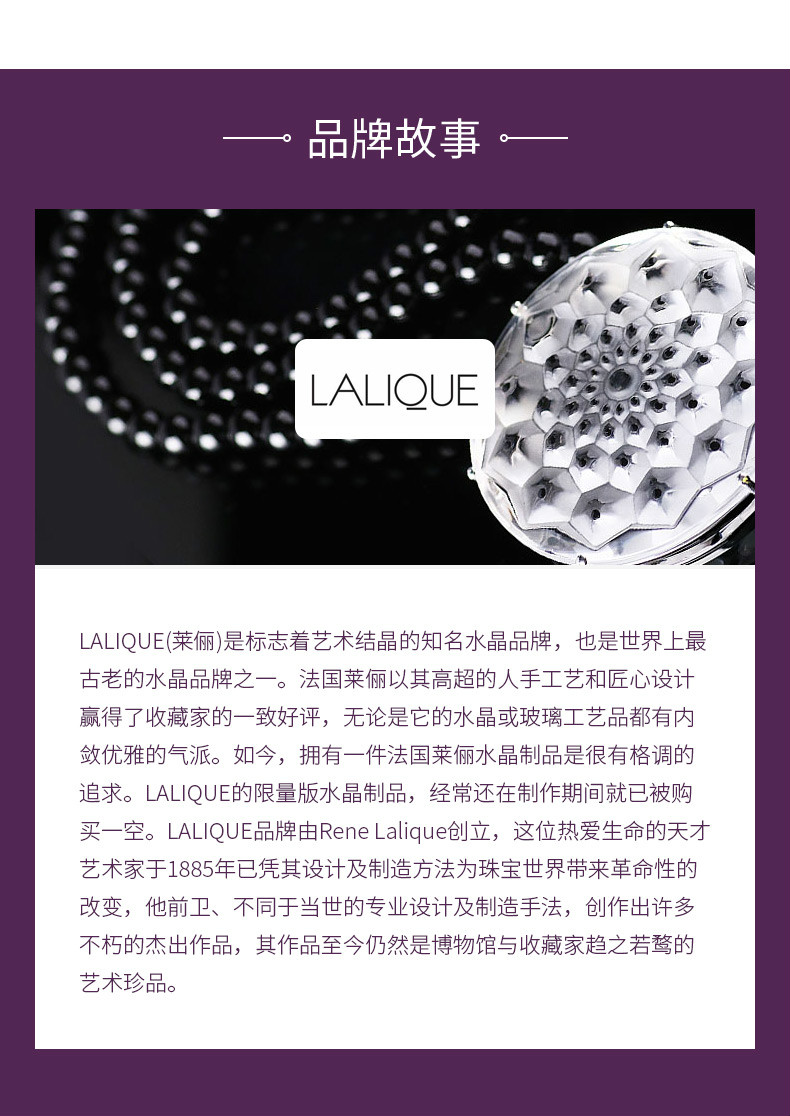 品牌故事
LALIQUE
LALIQUE(莱俪)是标志着艺术结晶的知名水晶品牌，也是世界上最
古老的水晶品牌之一。法国莱俪以其高超的人手工艺和匠心设计
赢得了收藏家的一致好评，无论是它的水晶或玻璃工艺品都有内
敛优雅的气派。如今，拥有一件法国莱俪水晶制品是很有格调的
追求。LALIQUE的限量版水晶制品，经常还在制作期间就已被购
买一空。LALIQUE品牌由Rene Lalique创立，这位热爱生命的天才
艺术家于1885年已凭其设计及制造方法为珠宝世界带来革命性的
改变，他前卫、不同于当世的专业设计及制造手法，创作出许多
不朽的杰出作品，其作品至今仍然是博物馆与收藏家趋之若鹜的
艺术珍品。